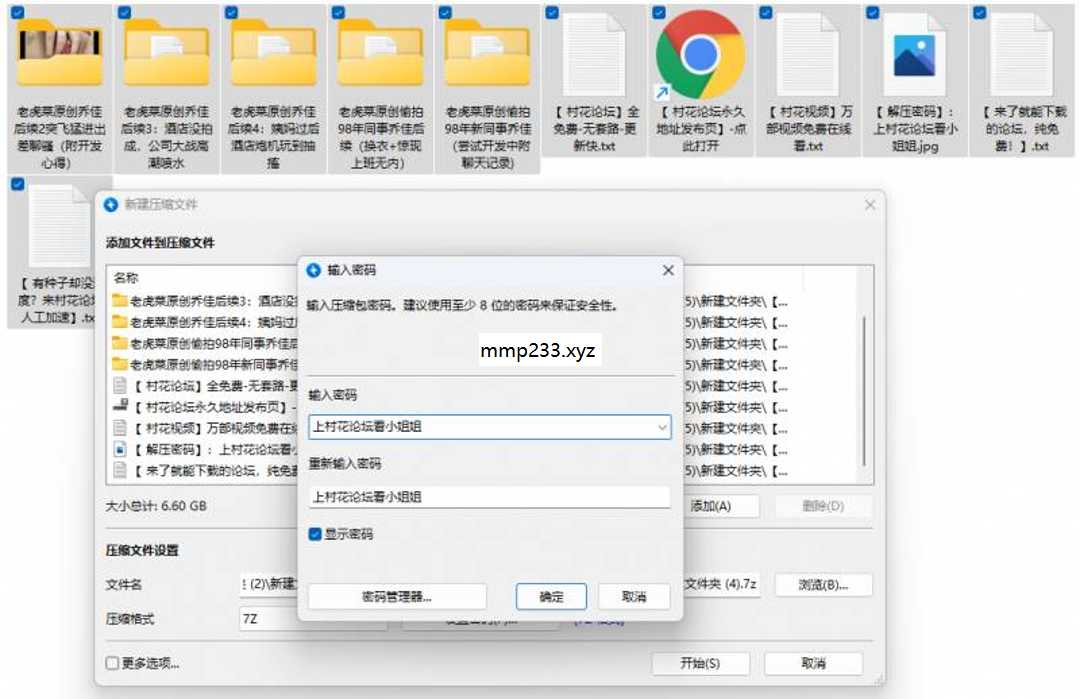 老虎菜原创乔佳
后续2突飞猛进出
差聊骚（附开发
心得）
老虎菜原创乔佳
后续3：酒店没拍
成，公司大战高
潮喷水
老虎菜原创乔佳
后续4：姨妈过后
酒店炮机玩到抽
搐
老虎菜原创偷拍
98年同事乔佳后
续（换衣+惊现
上班无内）
老虎菜原创偷拍
98年新同事乔佳
（尝试开发中附
聊天记录）
【 村花论坛】全
免费-无套路-更
新快.txt
【 村花论坛永久
地址发布页】-点
此打开
【 村花视频】万
部视频免费在线
看.txt
【 解压密码】：
上村花论坛看小
姐姐.jpg
【 来了就能下载
的论坛，纯免
费！】.txt
【 有种子却没
度？来村花论坛
人工加速】.tx
新建压缩文件
添加文件到压缩文件
名称
老虎菜原创乔佳后续3：酒店没
5)\新建文件夹\【...
老虎菜原创乔佳后续4：姨妈过
5)\新建文件夹\【...
老虎菜原创偷拍98年同事乔佳后
5)\新建文件夹\【...
老虎菜原创偷拍98年新同事乔佳
5)\新建文件夹\【...
【 村花论坛】全免费-无套路-更
5)\新建文件夹\【...
【 村花论坛永久地址发布页】-
5)\新建文件夹\【...
【 村花视频】万部视频免费在线
5)\新建文件夹\【...
【 解压密码】：上村花论坛看小
5)\新建文件夹\【...
【 来了就能下载的论坛，纯免费
5)\新建文件夹\【...
大小总计: 6.60 GB
添加(A)
删除(D)
压缩文件设置
文件名
(2)\新建
文件夹 (4).7z
浏览(B)...
压缩格式
7Z
更多选项...
开始(S)
取消
输入密码
输入压缩包密码。建议使用至少 8 位的密码来保证安全性。
mmp233.xyz
输入密码
上村花论坛看小姐姐
重新输入密码
上村花论坛看小姐姐
显示密码
密码管理器...
确定
取消